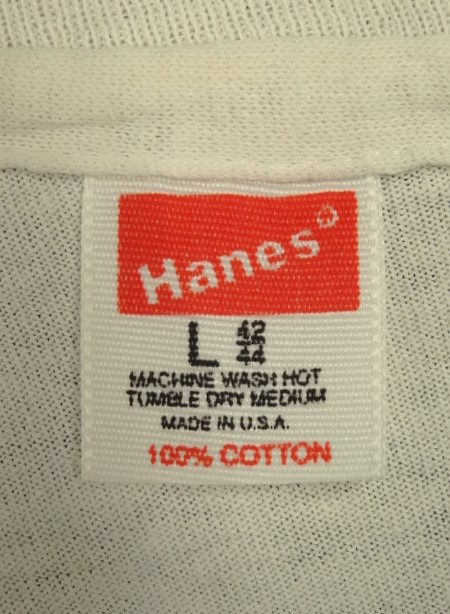 Hanes®
L 42/44
MACHINE WASH HOT
TUMBLE DRY MEDIUM
MADE IN U.S.A.
100% COTTON